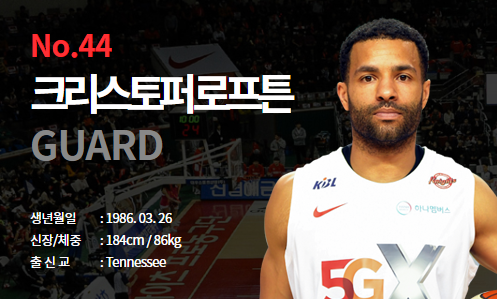 No.44
크리스토퍼로프튼
GUARD
생년월일 : 1986. 03. 26
신장/체중 : 184cm / 86kg
출 신 교 : Tennessee
KBL
하나멤버스
5GX